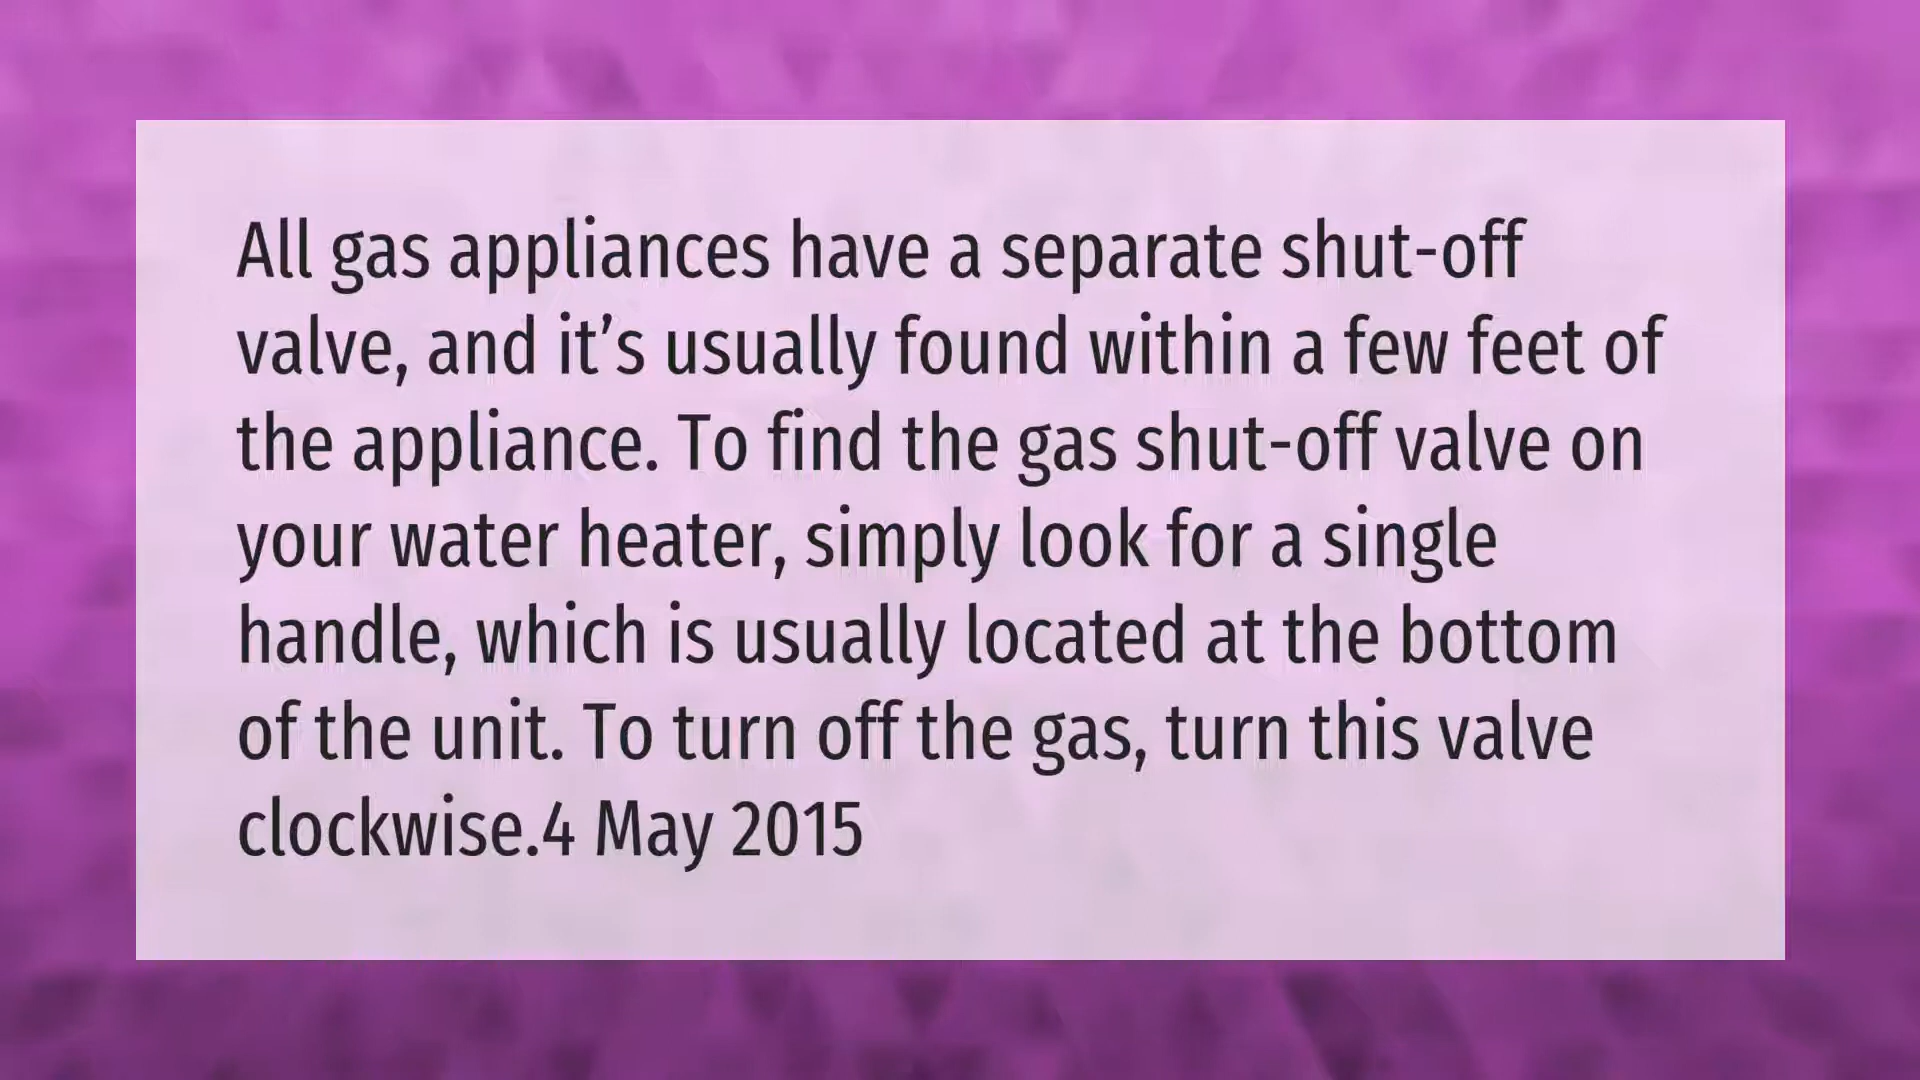 All gas appliances have a separate shut-off
valve, and it’s usually found within a few feet of
the appliance. To find the gas shut-off valve on
your water heater, simply look for a single
handle, which is usually located at the bottom
of the unit. To turn off the gas, turn this valve
clockwise.4 May 2015